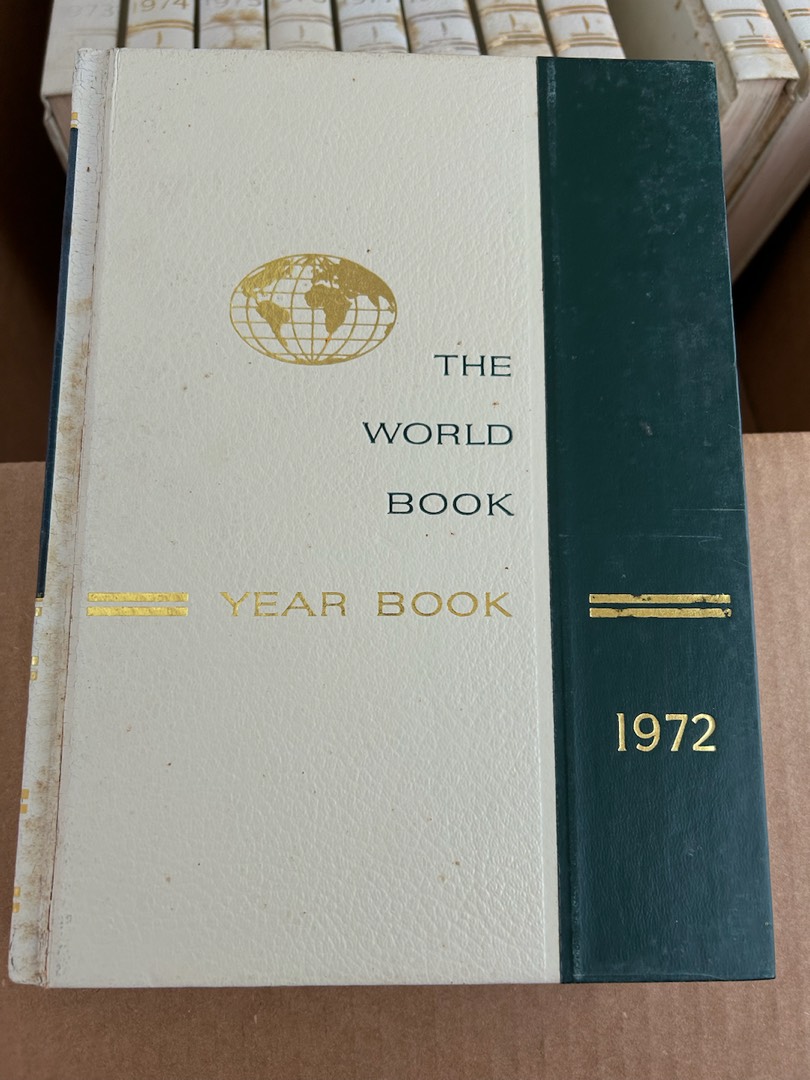 1974
THE
WORLD
BOOK
YEAR BOOK
1972